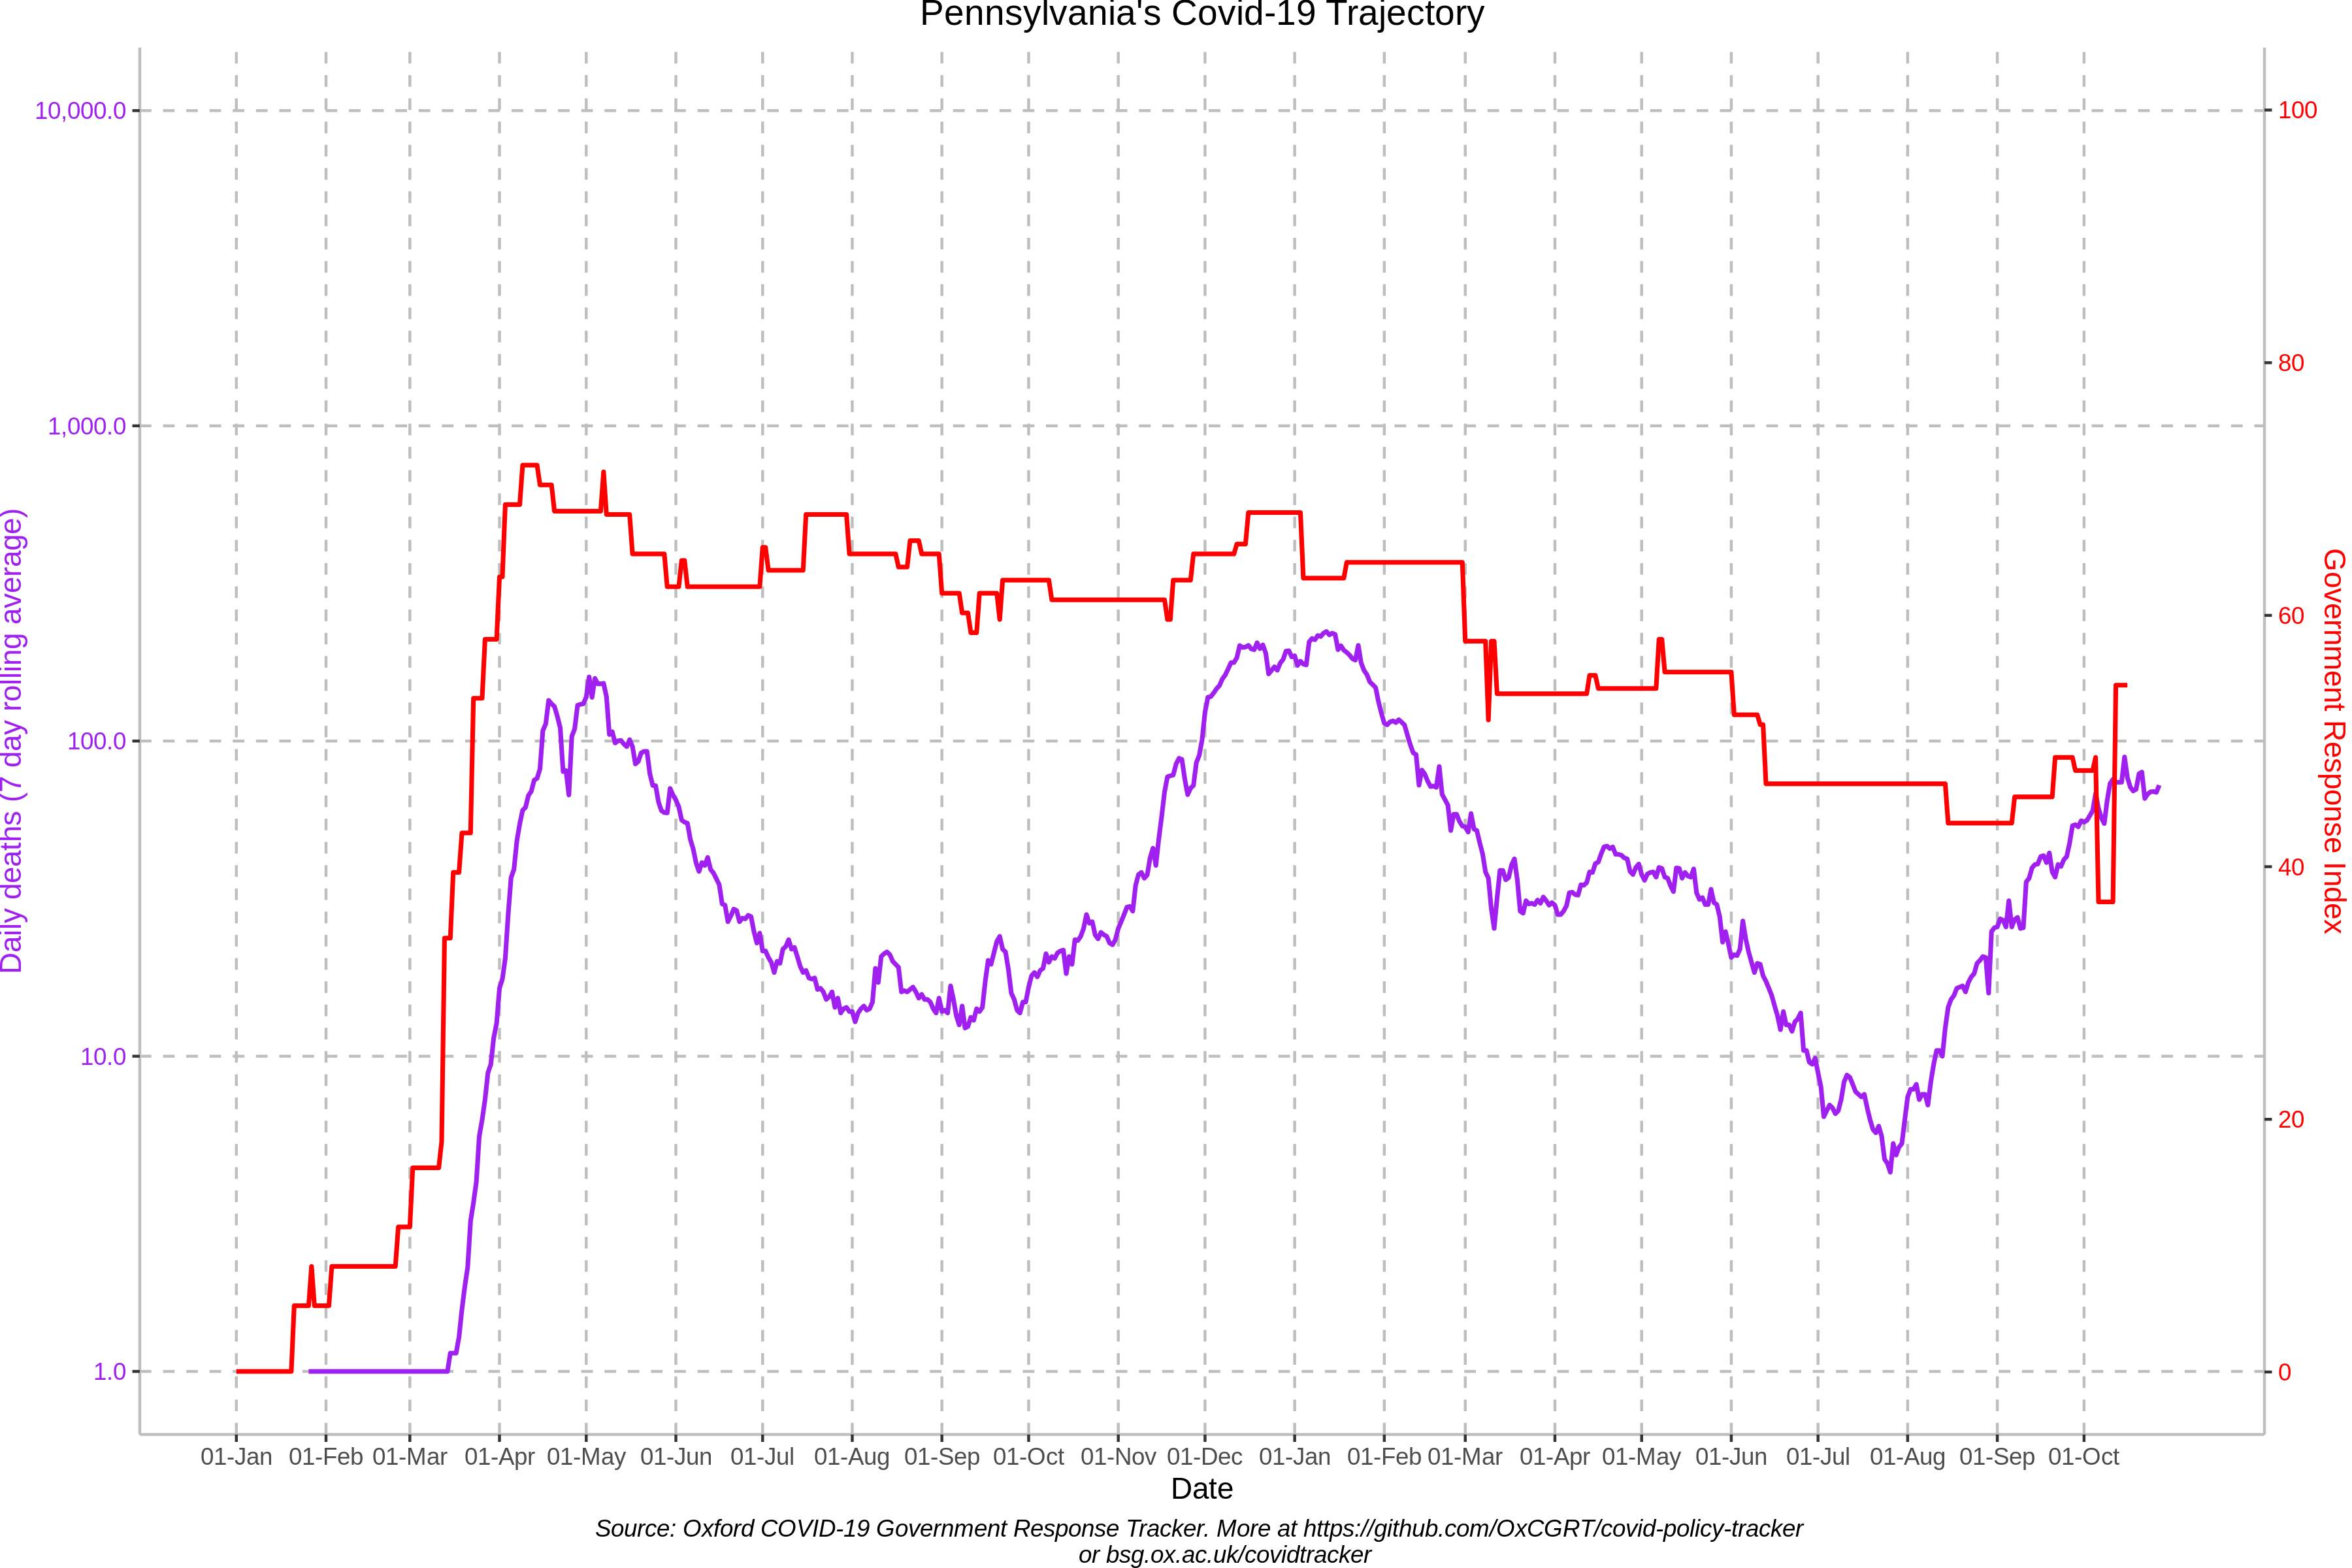 Pennsylvania's Covid-19 Trajectory
10,000.0
1,000.0
100.0
10.0
1.0
Daily deaths (7 day rolling average)
100
80
60
40
20
0
Government Response Index
01-Jan 01-Feb 01-Mar 01-Apr 01-May 01-Jun 01-Jul 01-Aug 01-Sep 01-Oct 01-Nov 01-Dec 01-Jan 01-Feb 01-Mar 01-Apr 01-May 01-Jun 01-Jul 01-Aug 01-Sep 01-Oct
Date
Source: Oxford COVID-19 Government Response Tracker. More at https://github.com/OxCGRT/covid-policy-tracker
or bsg.ox.ac.uk/covidtracker